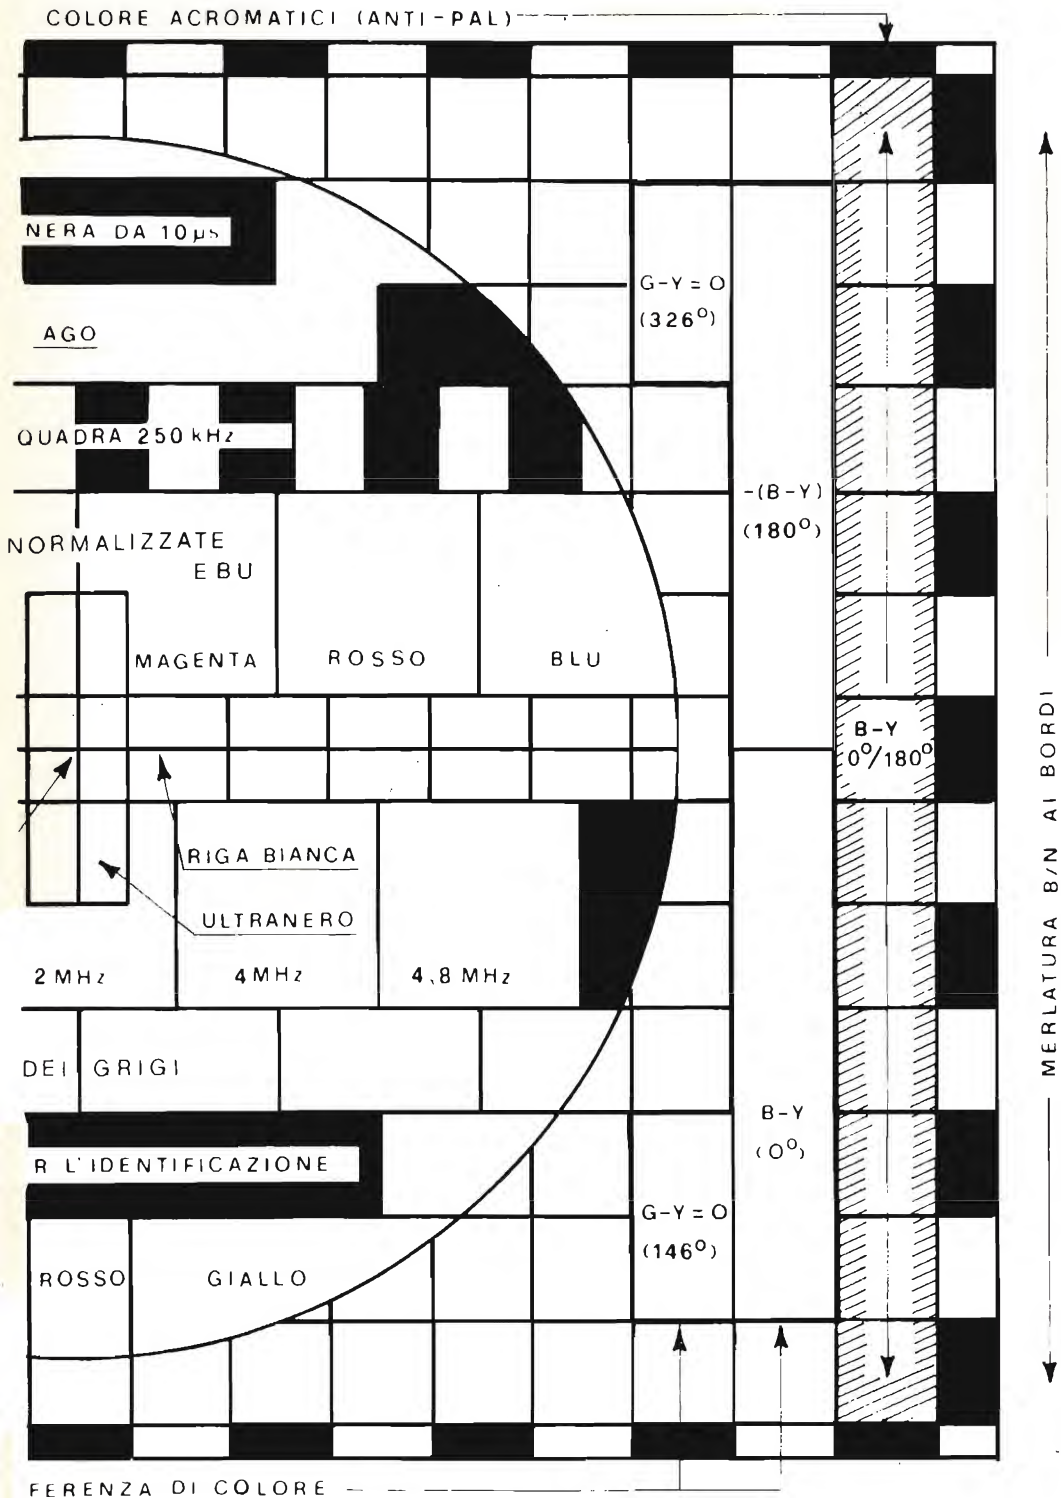 COLORE ACROMATICI (ANTI-PAL)
NERA DA 10 µs
G-Y = O
(326°)
AGO
QUADRA 250 kHz
-(B-Y)
(180°)
NORMALIZZATE
EBU
MAGENTA
ROSSO
BLU
B-Y
0°/180°
MERLATURA B/N AI BORDI
RIGA BIANCA
ULTRANERO
2 MHz
4 MHz
4,8 MHz
DEI GRIGI
B-Y
(0°)
R L'IDENTIFICAZIONE
G-Y = O
(146°)
ROSSO
GIALLO
FERENZA DI COLORE